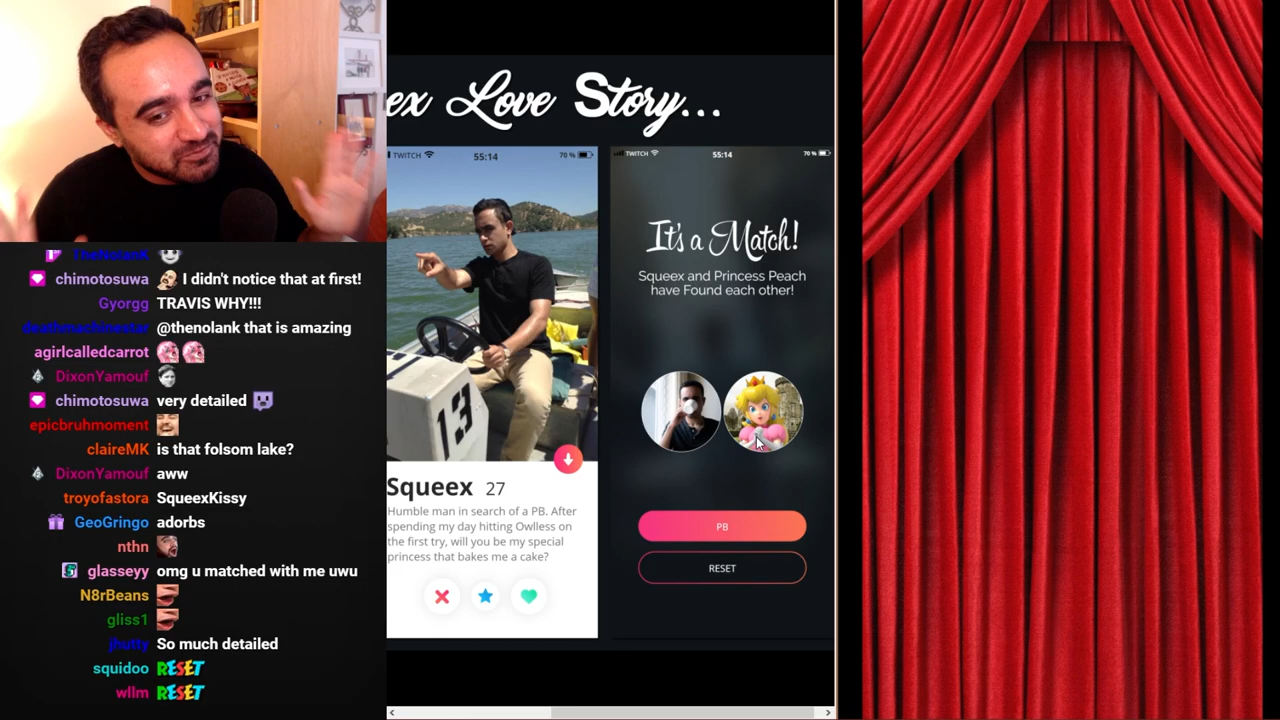 TheNolanK
chimotosuwa I didn't notice that at first!
Gyorgg TRAVIS WHY!!!
deathmachinestar @thenolank that is amazing
agirlcalledcarrot
DixonYamouf
chimotosuwa very detailed
epicbruhmoment
claireMK is that folsom lake?
DixonYamouf aww
troyofastora SqueexKissy
GeoGringo adorbs
nthn
glasseyy omg u matched with me uwu
N8rBeans
gliss1
jhutty So much detailed
squidoo RESET
wllm RESET
ex Love Story...
TWITCH 55:14 70 %
13
Squeex 27
Humble man in search of a PB. After
spending my day hitting Owlless on
the first try, will you be my special
princess that bakes me a cake?
TWITCH 55:14 70 %
It's a Match!
Squeex and Princess Peach
have Found each other!
PB
RESET